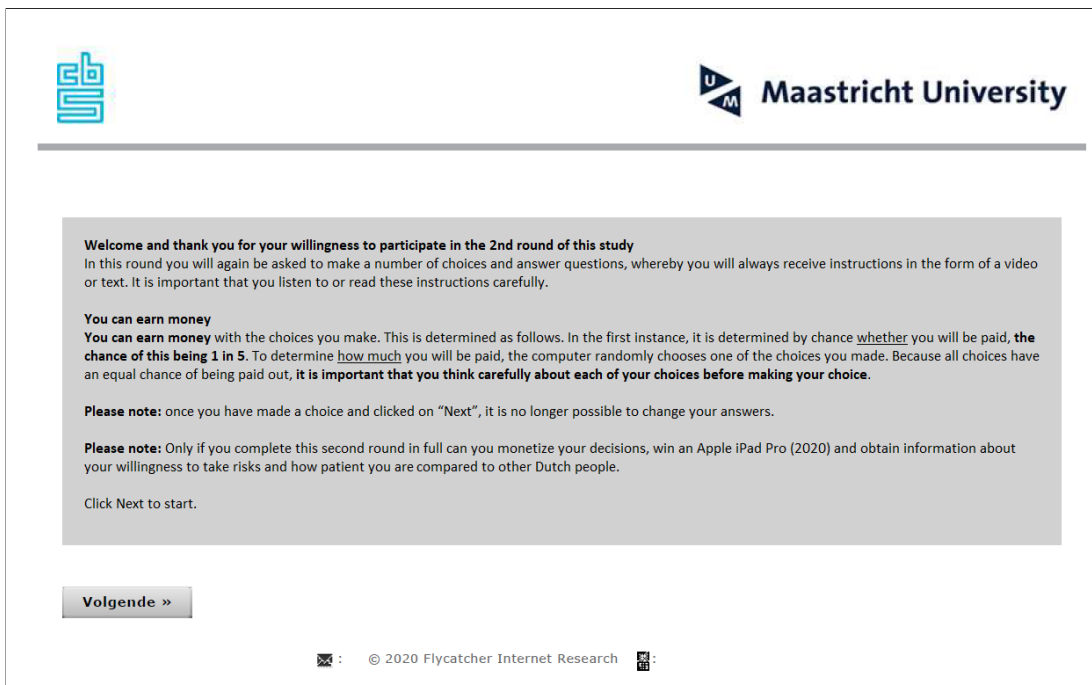 cbs
UM Maastricht University
Welcome and thank you for your willingness to participate in the 2nd round of this study
In this round you will again be asked to make a number of choices and answer questions, whereby you will always receive instructions in the form of a video
or text. It is important that you listen to or read these instructions carefully.
You can earn money
You can earn money with the choices you make. This is determined as follows. In the first instance, it is determined by chance whether you will be paid, the
chance of this being 1 in 5. To determine how much you will be paid, the computer randomly chooses one of the choices you made. Because all choices have
an equal chance of being paid out, it is important that you think carefully about each of your choices before making your choice.
Please note: once you have made a choice and clicked on “Next”, it is no longer possible to change your answers.
Please note: Only if you complete this second round in full can you monetize your decisions, win an Apple iPad Pro (2020) and obtain information about
your willingness to take risks and how patient you are compared to other Dutch people.
Click Next to start.
Volgende »
: © 2020 Flycatcher Internet Research :